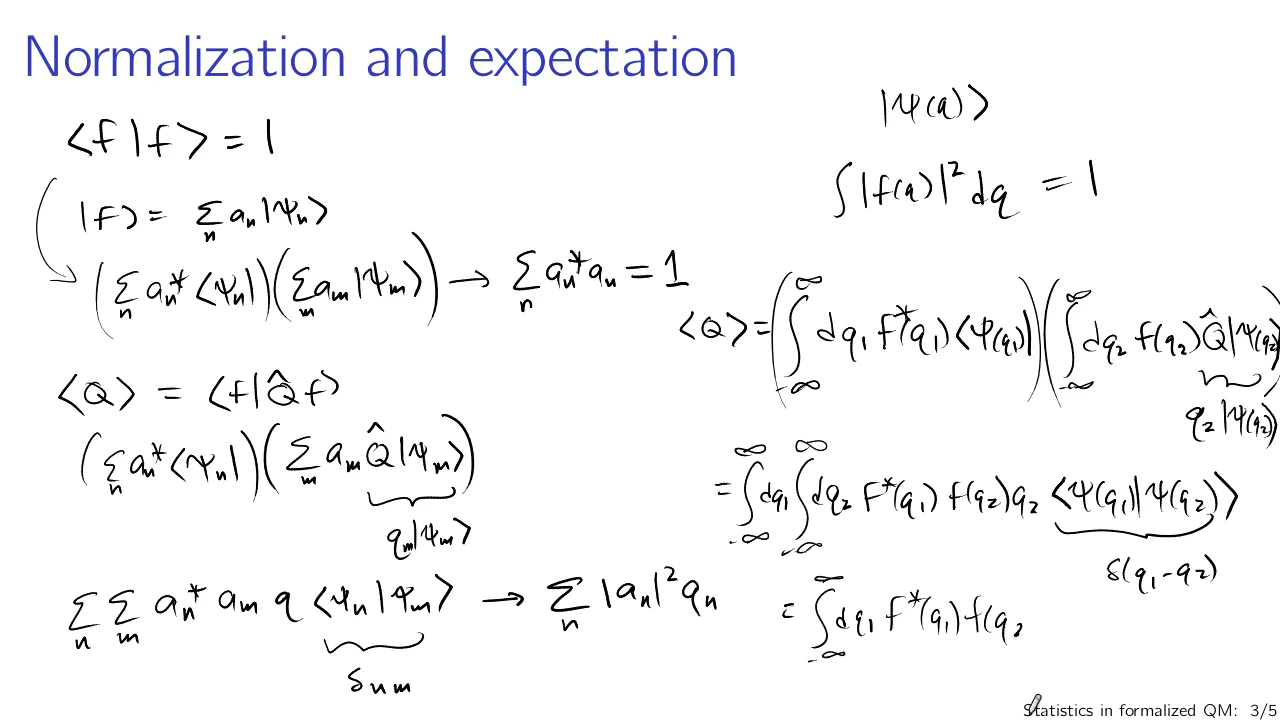 Normalization and expectation
⟨f|f⟩ = 1
|f⟩ = Σ_n a_n |Ψ_n⟩
(Σ_n a_n* ⟨Ψ_n|)(Σ_m a_m |Ψ_m⟩) → Σ_n a_n* a_n = 1
⟨Q⟩ = ⟨f|Q̂ f⟩
(Σ_n a_n* ⟨Ψ_n|)(Σ_m a_m Q̂ |Ψ_m⟩)
q_m |Ψ_m⟩
Σ_n Σ_m a_n* a_m q ⟨Ψ_n|Ψ_m⟩ → Σ_n |a_n|² q_n
δ_nm
|Ψ(q)⟩
∫ |f(q)|² dq = 1
⟨Q⟩ = (∫_-∞^∞ dq_1 f*(q_1) ⟨Ψ(q_1)|)(∫_-∞^∞ dq_2 f(q_2) Q̂ |Ψ(q_2)
q_2 |Ψ(q_2)⟩
= ∫_-∞^∞ dq_1 ∫_-∞^∞ dq_2 f*(q_1) f(q_2) q_2 ⟨Ψ(q_1)|Ψ(q_2)⟩
δ(q_1-q_2)
= ∫_-∞^∞ dq_1 f*(q_1) f(q_2
Statistics in formalized QM: 3/5